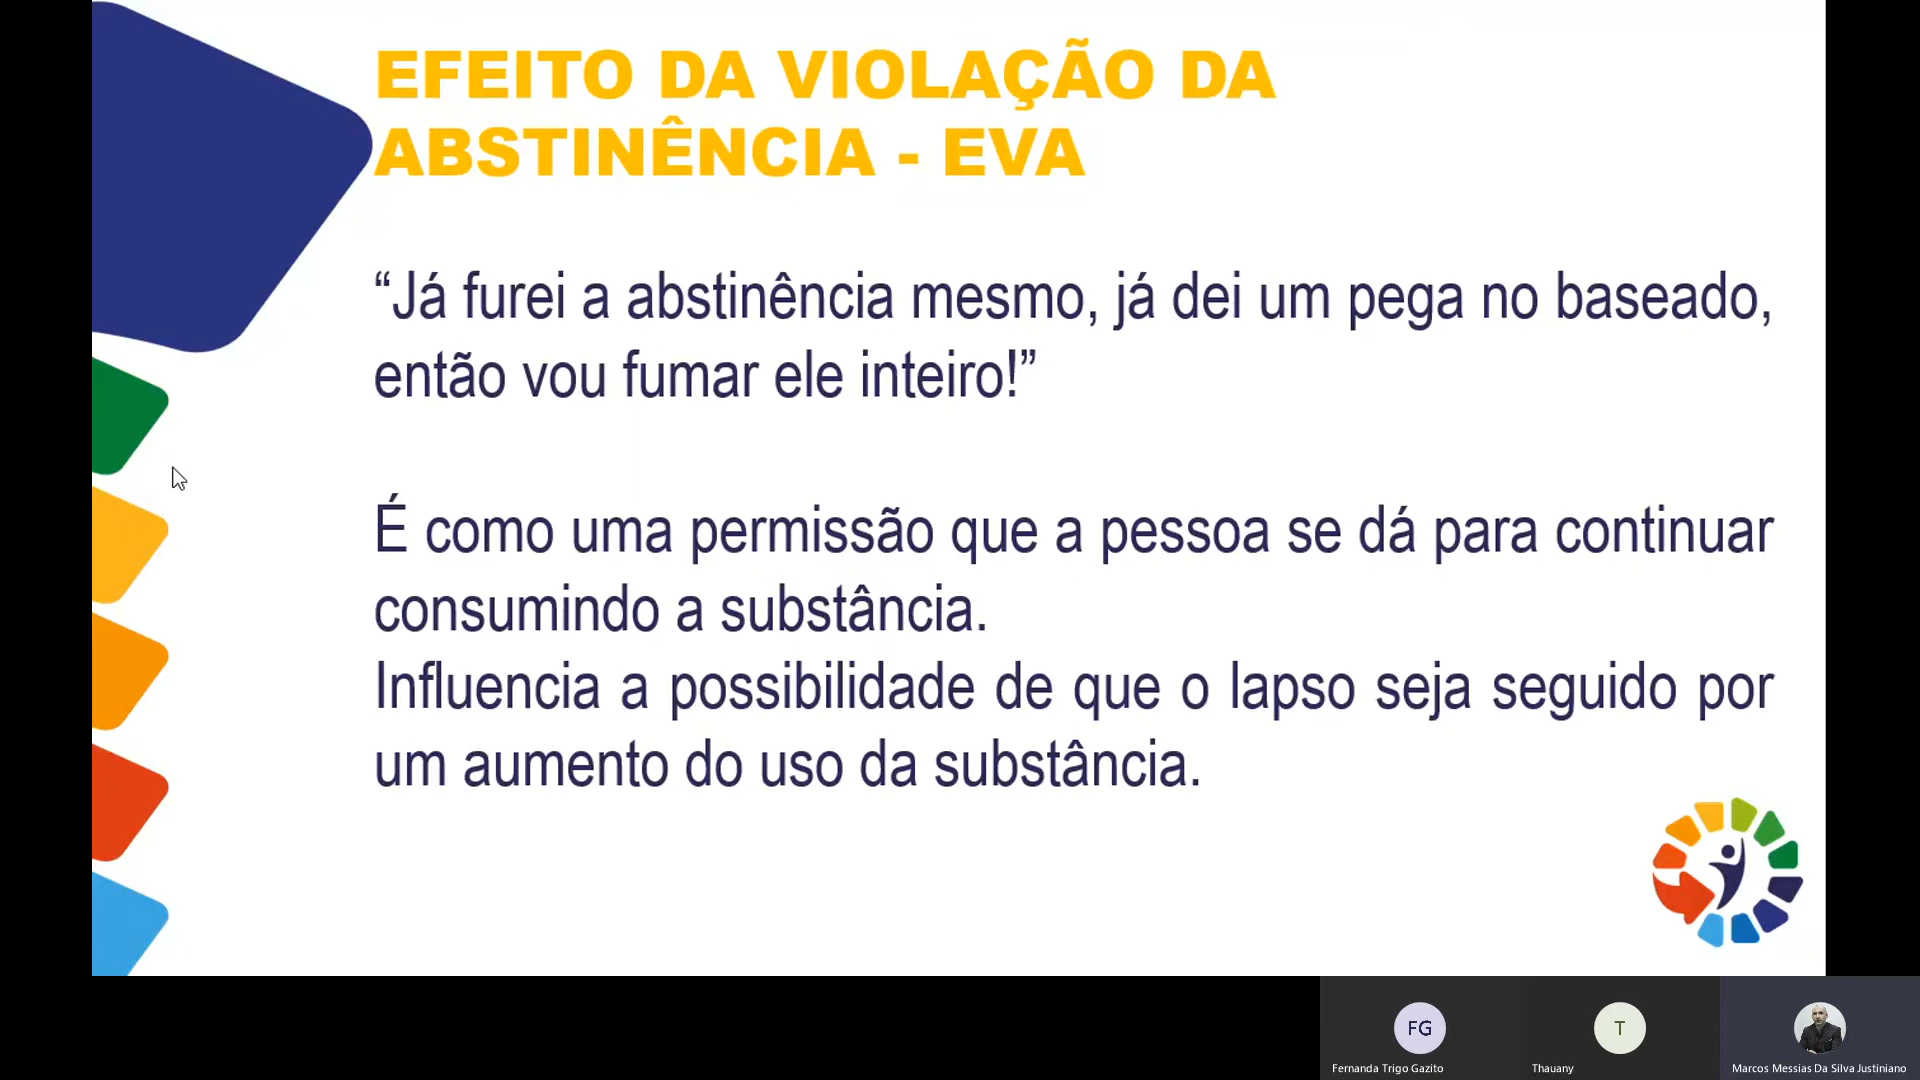 EFEITO DA VIOLAÇÃO DA
ABSTINÊNCIA - EVA
“Já furei a abstinência mesmo, já dei um pega no baseado,
então vou fumar ele inteiro!”
É como uma permissão que a pessoa se dá para continuar
consumindo a substância.
Influencia a possibilidade de que o lapso seja seguido por
um aumento do uso da substância.
FG
T
Fernanda Trigo Gazito
Thauany
Marcos Messias Da Silva Justiniano